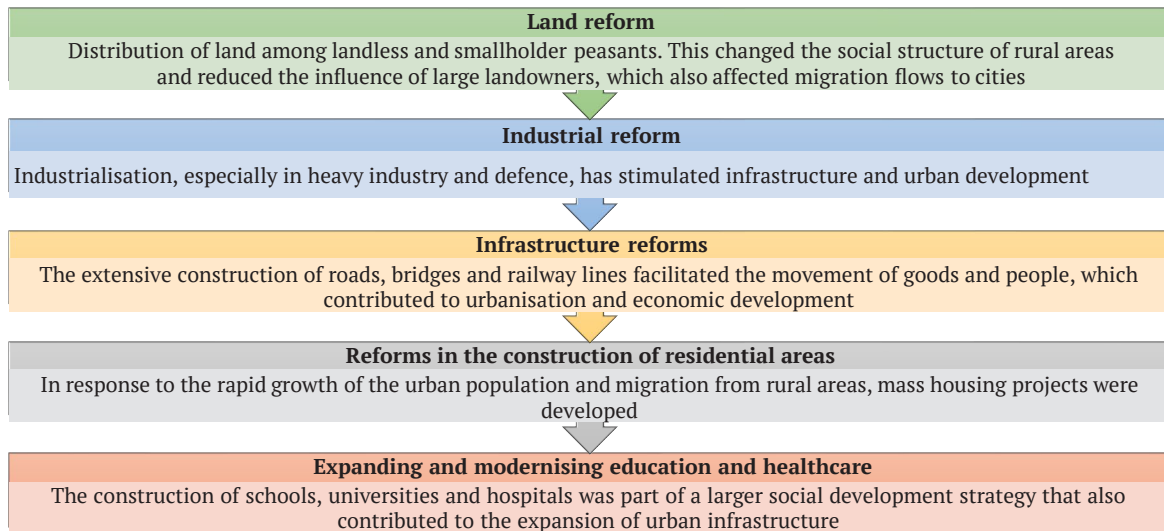 Land reform
Distribution of land among landless and smallholder peasants. This changed the social structure of rural areas
and reduced the influence of large landowners, which also affected migration flows to cities
Industrial reform
Industrialisation, especially in heavy industry and defence, has stimulated infrastructure and urban development
Infrastructure reforms
The extensive construction of roads, bridges and railway lines facilitated the movement of goods and people, which
contributed to urbanisation and economic development
Reforms in the construction of residential areas
In response to the rapid growth of the urban population and migration from rural areas, mass housing projects were
developed
Expanding and modernising education and healthcare
The construction of schools, universities and hospitals was part of a larger social development strategy that also
contributed to the expansion of urban infrastructure